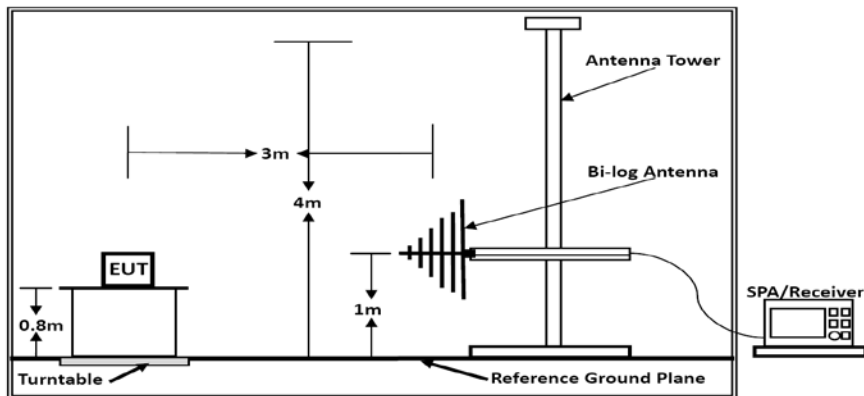 Antenna Tower
3m
Bi-log Antenna
4m
EUT
SPA/Receiver
0.8m
1m
Turntable
Reference Ground Plane